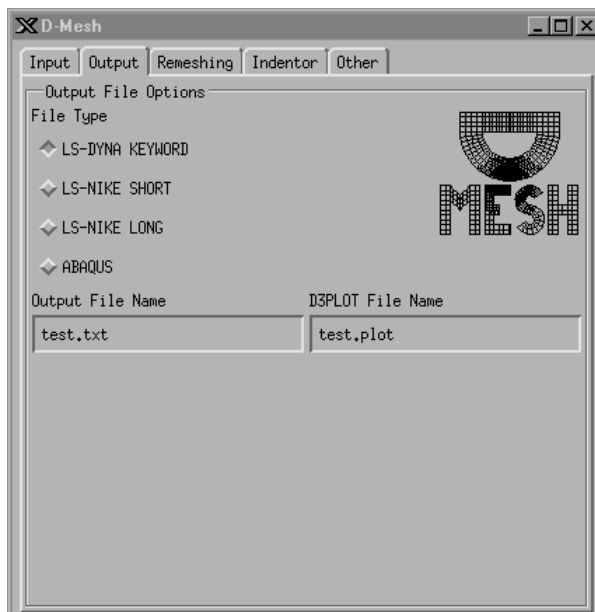 D-Mesh
Input Output Remeshing Indentor Other
Output File Options
File Type
LS-DYNA KEYWORD
LS-NIKE SHORT
LS-NIKE LONG
ABAQUS
D
MESH
Output File Name D3PLOT File Name
test.txt test.plot